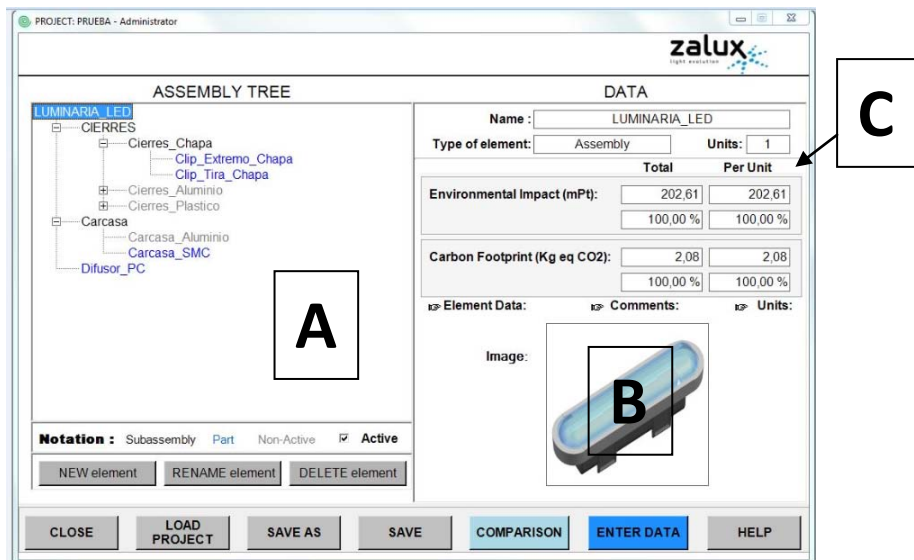 PROJECT: PRUEBA - Administrator
zalux
light evolution
ASSEMBLY TREE
LUMINARIA_LED
CIERRES
Cierres_Chapa
Clip_Extremo_Chapa
Clip_Tira_Chapa
Cierres_Aluminio
Cierres_Plastico
Carcasa
Carcasa_Aluminio
Carcasa_SMC
Difusor_PC
A
Notation : Subassembly Part Non-Active Active
NEW element RENAME element DELETE element
DATA
Name : LUMINARIA_LED
Type of element: Assembly Units: 1
Total Per Unit
Environmental Impact (mPt): 202,61 202,61
100,00 % 100,00 %
Carbon Footprint (Kg eq CO2): 2,08 2,08
100,00 % 100,00 %
Element Data: Comments: Units:
Image:
B
C
CLOSE LOAD PROJECT SAVE AS SAVE COMPARISON ENTER DATA HELP